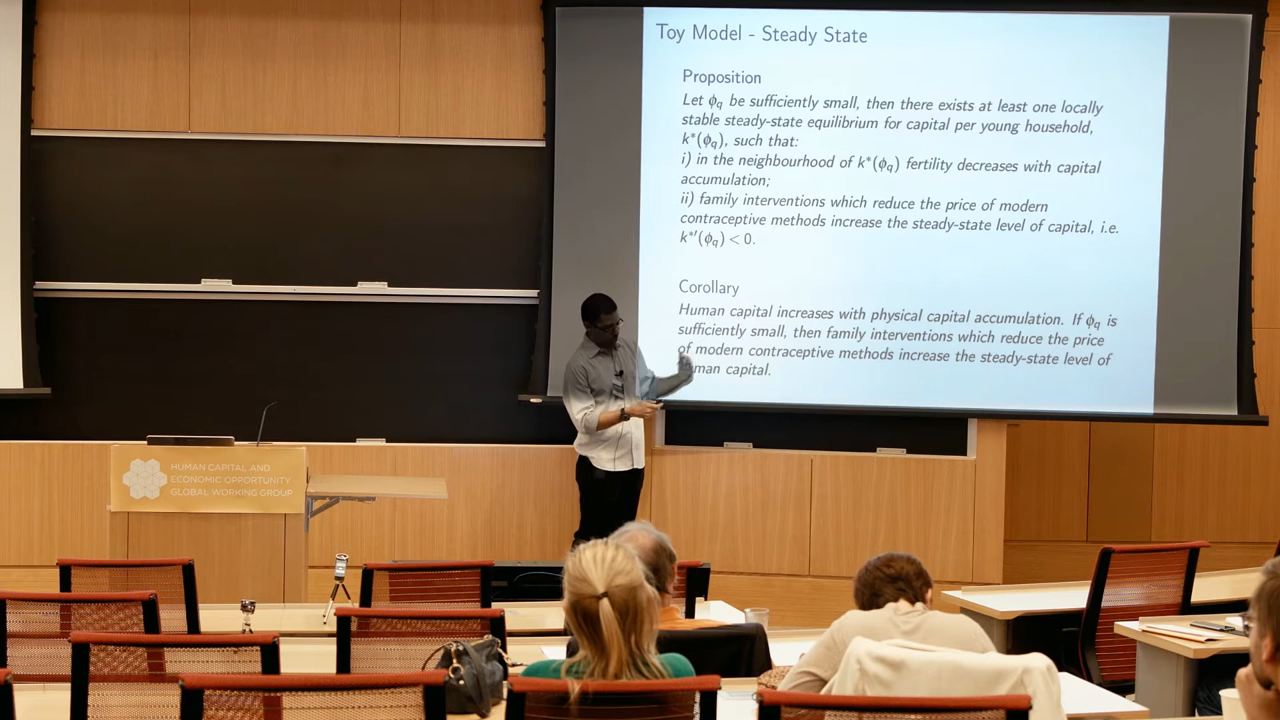 Toy Model - Steady State
Proposition
Let ϕq be sufficiently small, then there exists at least one locally
stable steady-state equilibrium for capital per young household,
k*(ϕq), such that:
i) in the neighbourhood of k*(ϕq) fertility decreases with capital
accumulation;
ii) family interventions which reduce the price of modern
contraceptive methods increase the steady-state level of capital, i.e.
k*′(ϕq) < 0.
Corollary
Human capital increases with physical capital accumulation. If ϕq is
sufficiently small, then family interventions which reduce the price
of modern contraceptive methods increase the steady-state level of
uman capital.
HUMAN CAPITAL AND
ECONOMIC OPPORTUNITY
GLOBAL WORKING GROUP